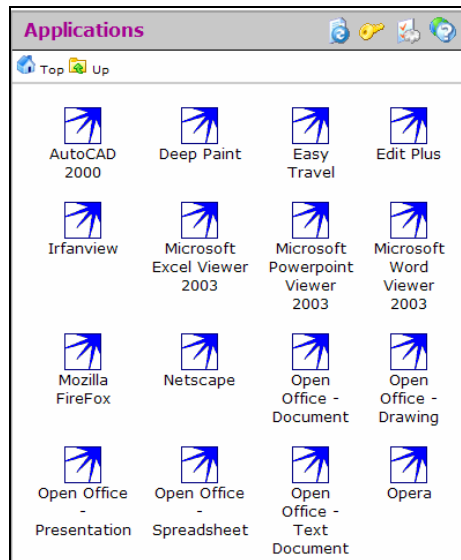 Applications
Top Up
AutoCAD 2000
Deep Paint
Easy Travel
Edit Plus
Irfanview
Microsoft Excel Viewer 2003
Microsoft Powerpoint Viewer 2003
Microsoft Word Viewer 2003
Mozilla FireFox
Netscape
Open Office - Document
Open Office - Drawing
Open Office - Presentation
Open Office - Spreadsheet
Open Office - Text Document
Opera